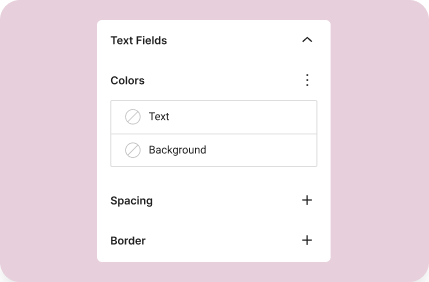 Text Fields
Colors
Text
Background
Spacing
Border